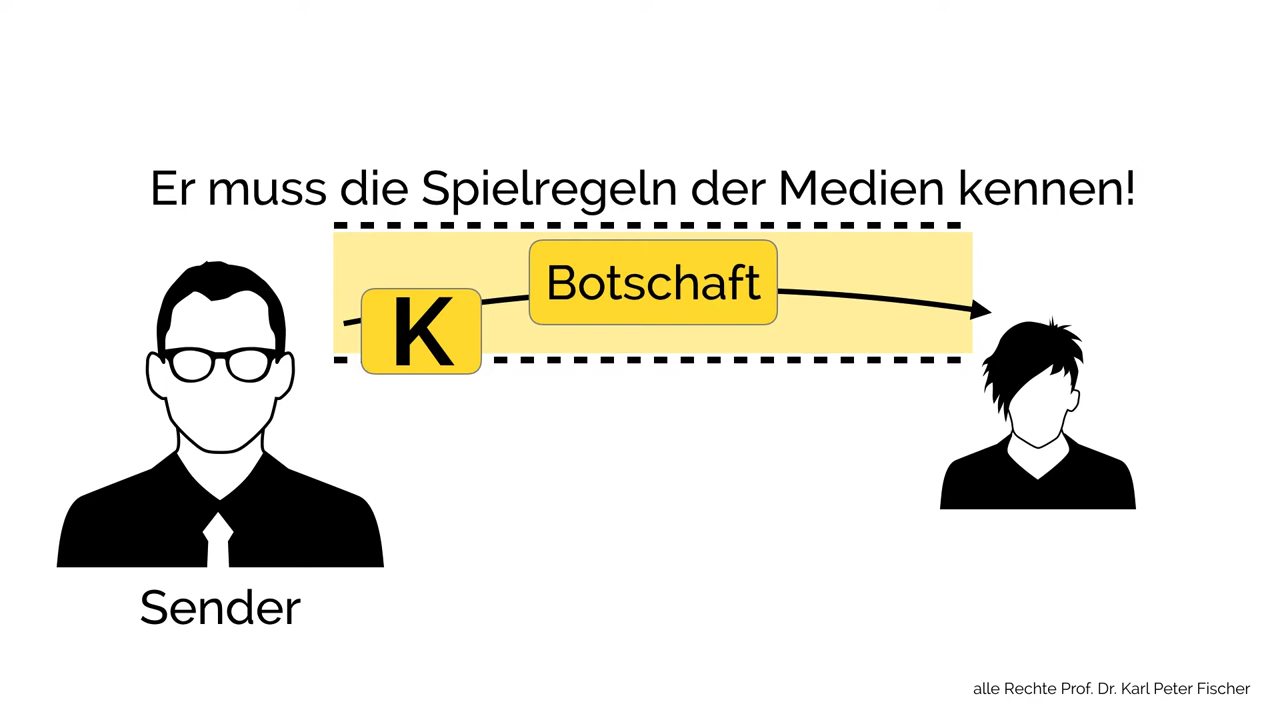 Er muss die Spielregeln der Medien kennen!
Botschaft
K
Sender
alle Rechte Prof. Dr. Karl Peter Fischer